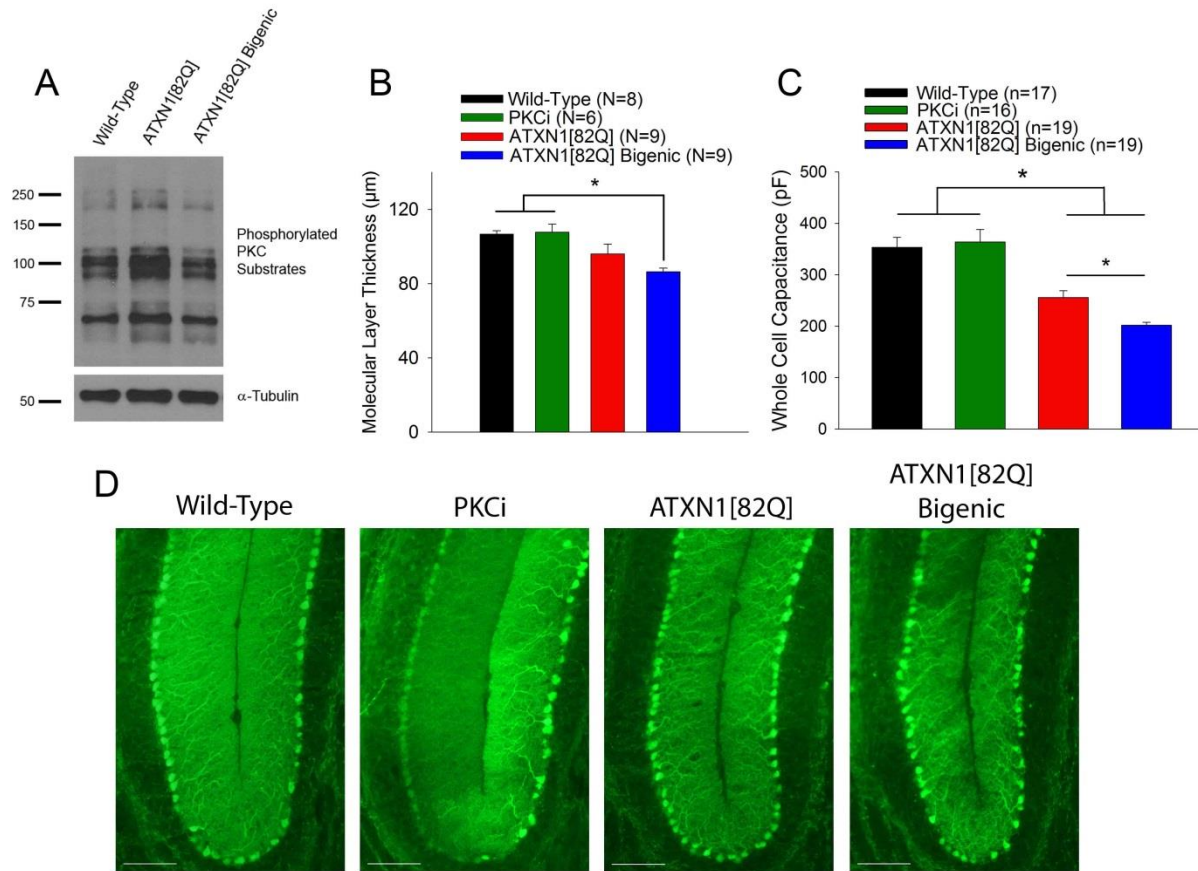 A
Wild-Type
ATXN1[82Q]
ATXN1[82Q] Bigenic
250
150
100
75
50
Phosphorylated
PKC
Substrates
α-Tubulin
B
Wild-Type (N=8)
PKCi (N=6)
ATXN1[82Q] (N=9)
ATXN1[82Q] Bigenic (N=9)
Molecular Layer Thickness (µm)
120
80
40
0
*
C
Wild-Type (n=17)
PKCi (n=16)
ATXN1[82Q] (n=19)
ATXN1[82Q] Bigenic (n=19)
Whole Cell Capacitance (pF)
500
400
300
200
100
0
*
*
D
Wild-Type
PKCi
ATXN1[82Q]
ATXN1[82Q]
Bigenic